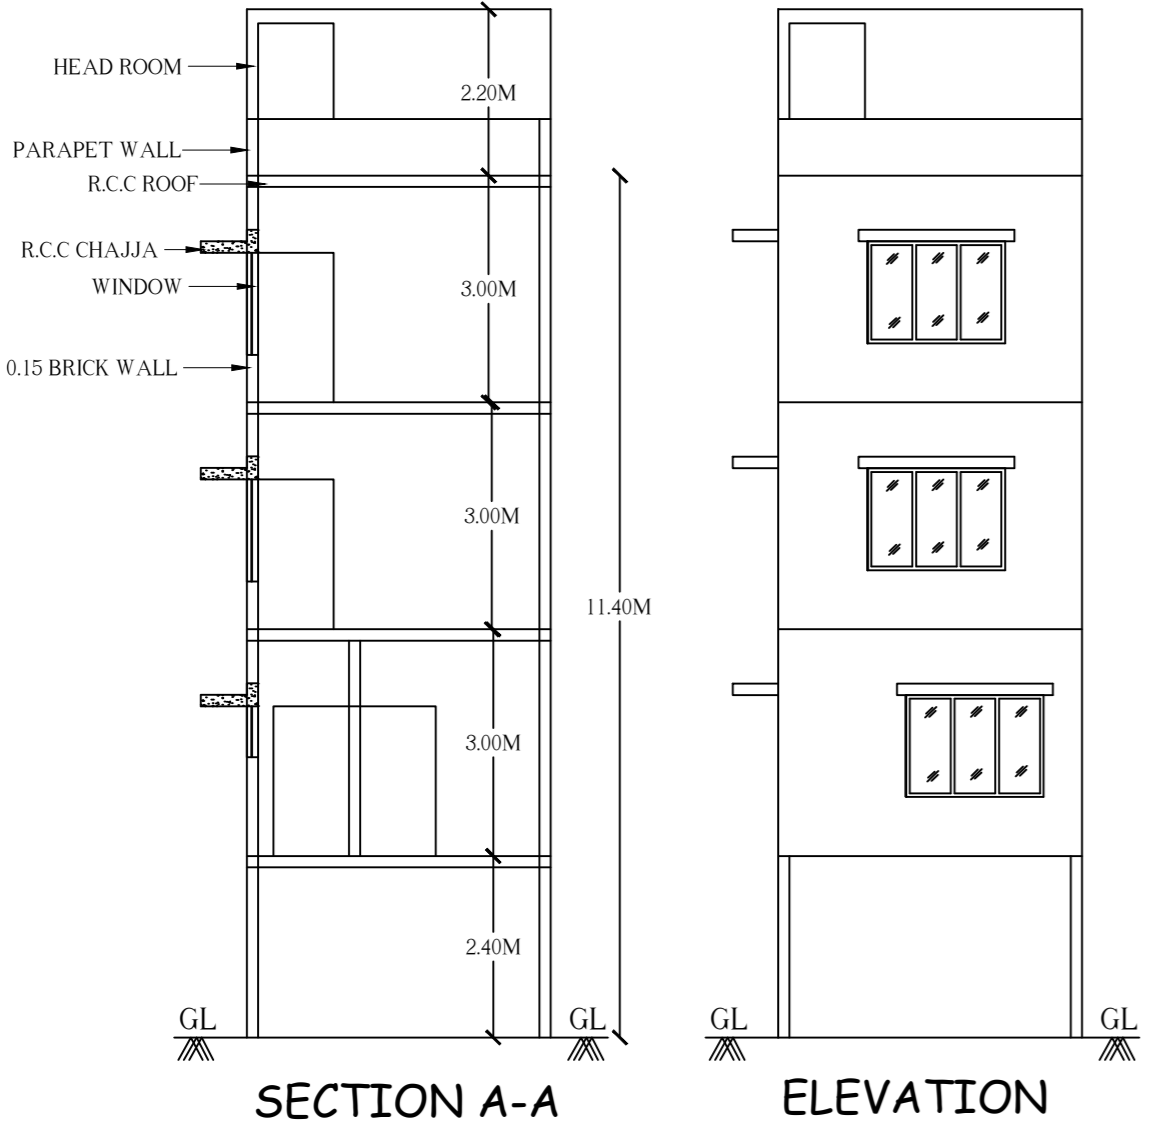 HEAD ROOM
2.20M
PARAPET WALL
R.C.C ROOF
R.C.C CHAJJA
WINDOW
3.00M
0.15 BRICK WALL
3.00M
11.40M
3.00M
2.40M
GL
GL
GL
GL
SECTION A-A
ELEVATION